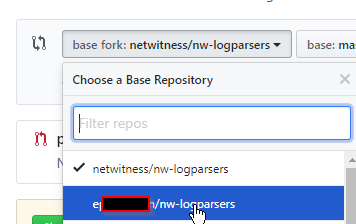 base fork: netwitness/nw-logparsers base: ma
Choose a Base Repository
Filter repos
netwitness/nw-logparsers
/nw-logparsers